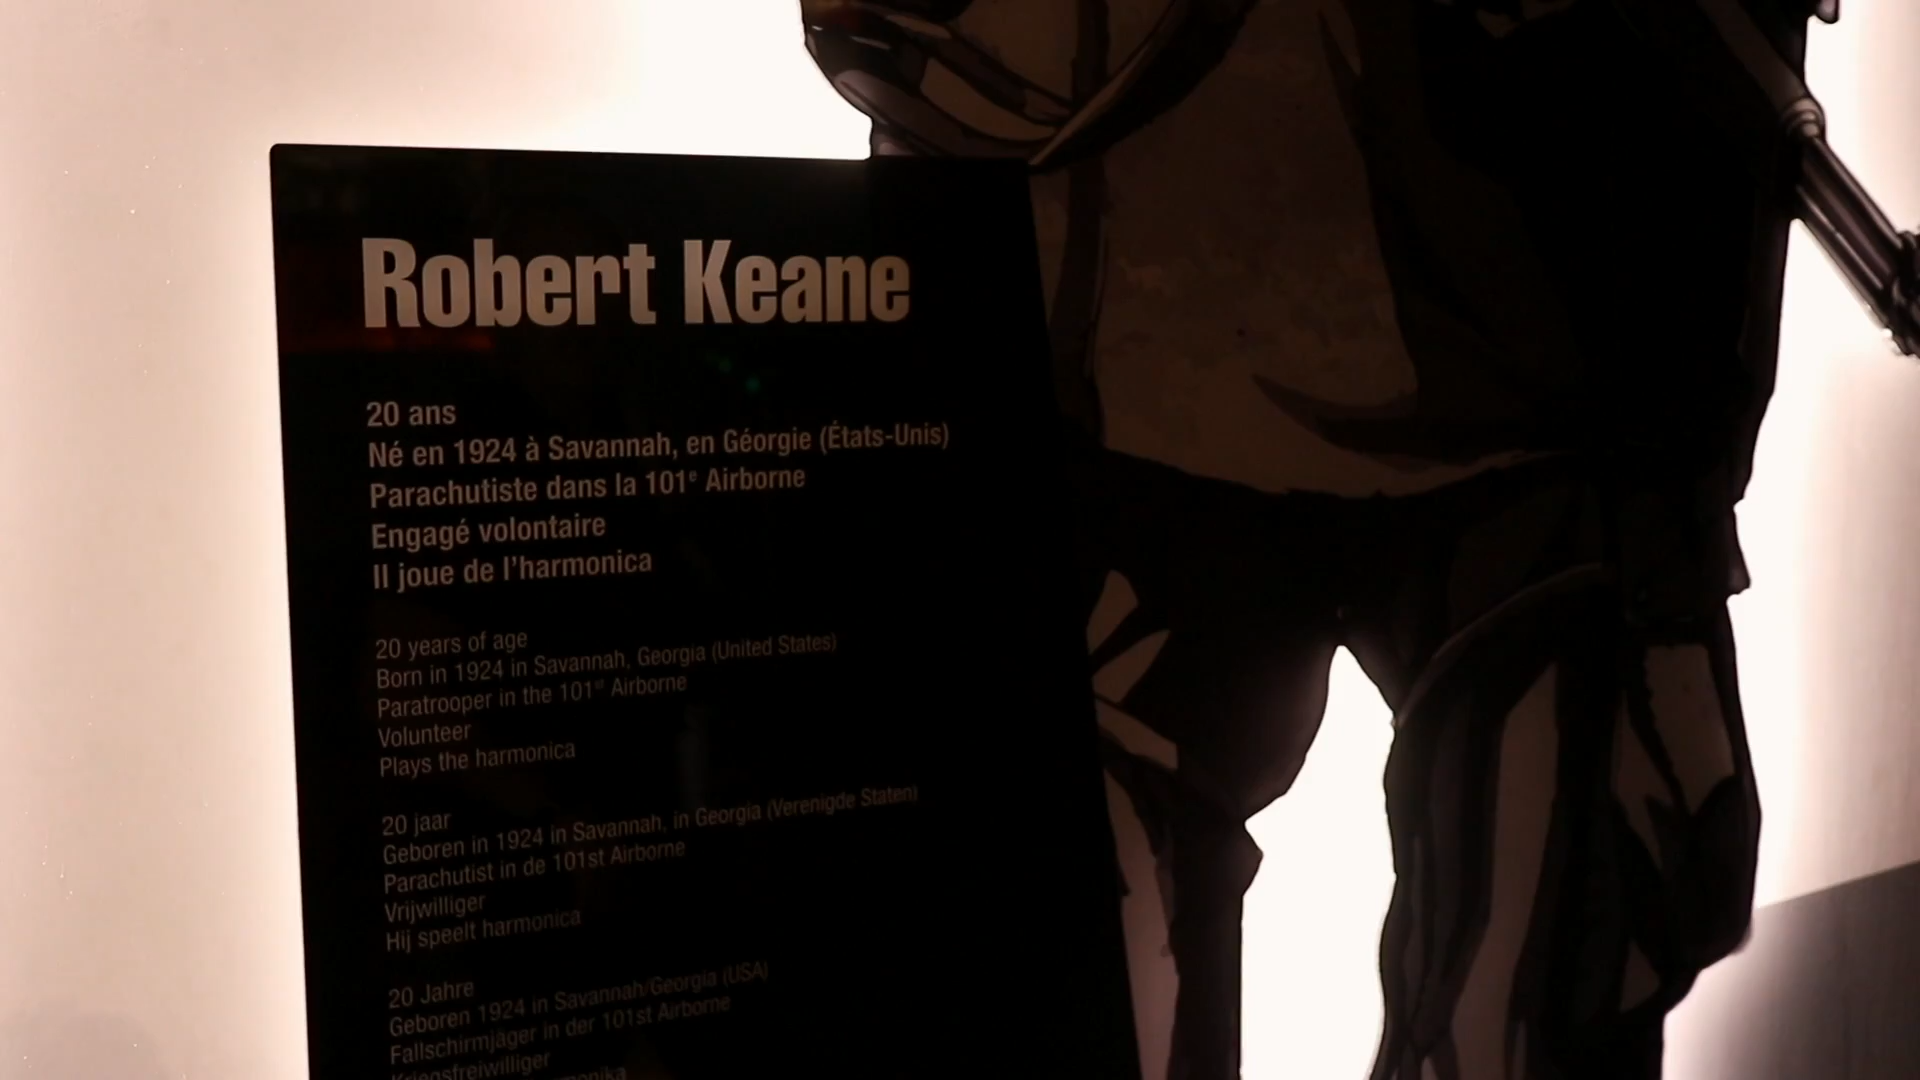 Robert Keane
20 ans
Né en 1924 à Savannah, en Géorgie (États-Unis)
Parachutiste dans la 101e Airborne
Engagé volontaire
Il joue de l'harmonica
20 years of age
Born in 1924 in Savannah, Georgia (United States)
Paratrooper in the 101st Airborne
Volunteer
Plays the harmonica
20 jaar
Geboren in 1924 in Savannah, in Georgia (Verenigde Staten)
Parachutist in de 101st Airborne
Vrijwilliger
Hij speelt harmonica
20 Jahre
Geboren 1924 in Savannah/Georgia (USA)
Fallschirmjäger in der 101st Airborne
Kriegsfreiwilliger